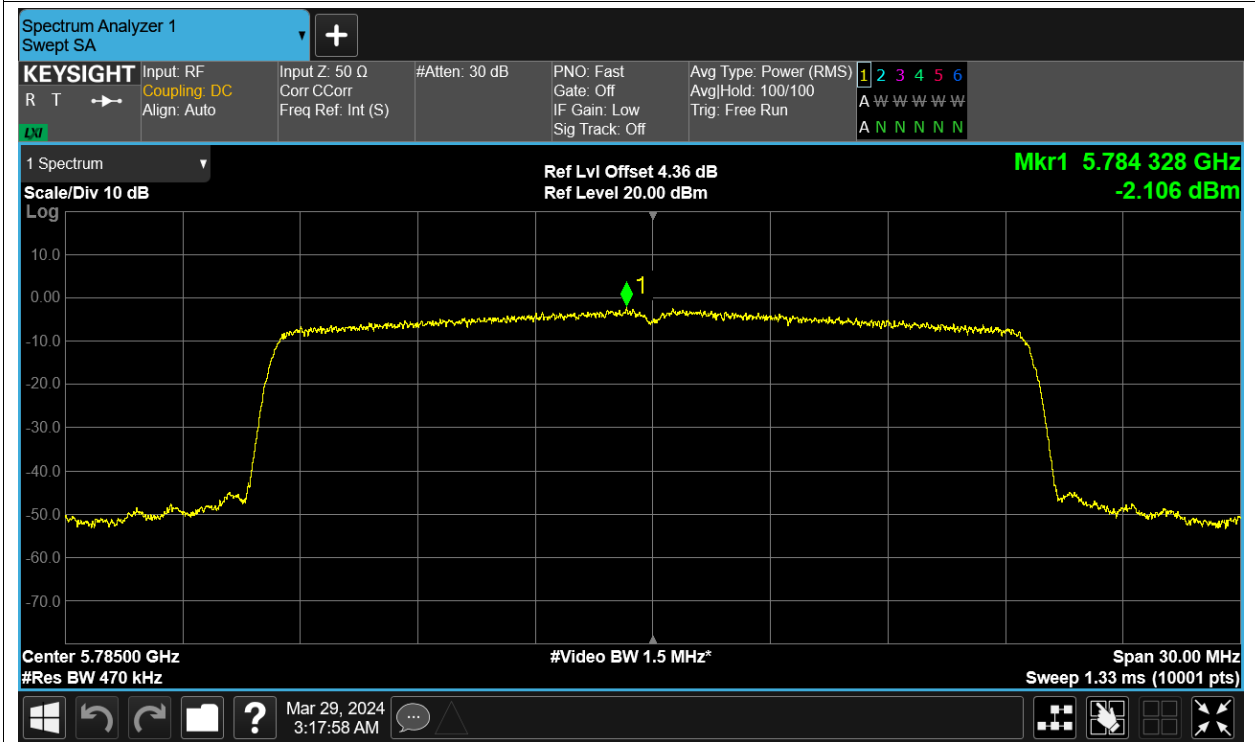 Spectrum Analyzer 1
Swept SA
+
KEYSIGHT
R T
LXI
Input: RF
Coupling: DC
Align: Auto
Input Z: 50 Ω
Corr CCorr
Freq Ref: Int (S)
#Atten: 30 dB
PNO: Fast
Gate: Off
IF Gain: Low
Sig Track: Off
Avg Type: Power (RMS)
Avg|Hold: 100/100
Trig: Free Run
1 2 3 4 5 6
A W W W W W
A N N N N N
1 Spectrum
Scale/Div 10 dB
Log
Ref Lvl Offset 4.36 dB
Ref Level 20.00 dBm
Mkr1 5.784 328 GHz
-2.106 dBm
10.0
0.00
-10.0
-20.0
-30.0
-40.0
-50.0
-60.0
-70.0
1
Center 5.78500 GHz
#Res BW 470 kHz
#Video BW 1.5 MHz*
Span 30.00 MHz
Sweep 1.33 ms (10001 pts)
?
Mar 29, 2024
3:17:58 AM